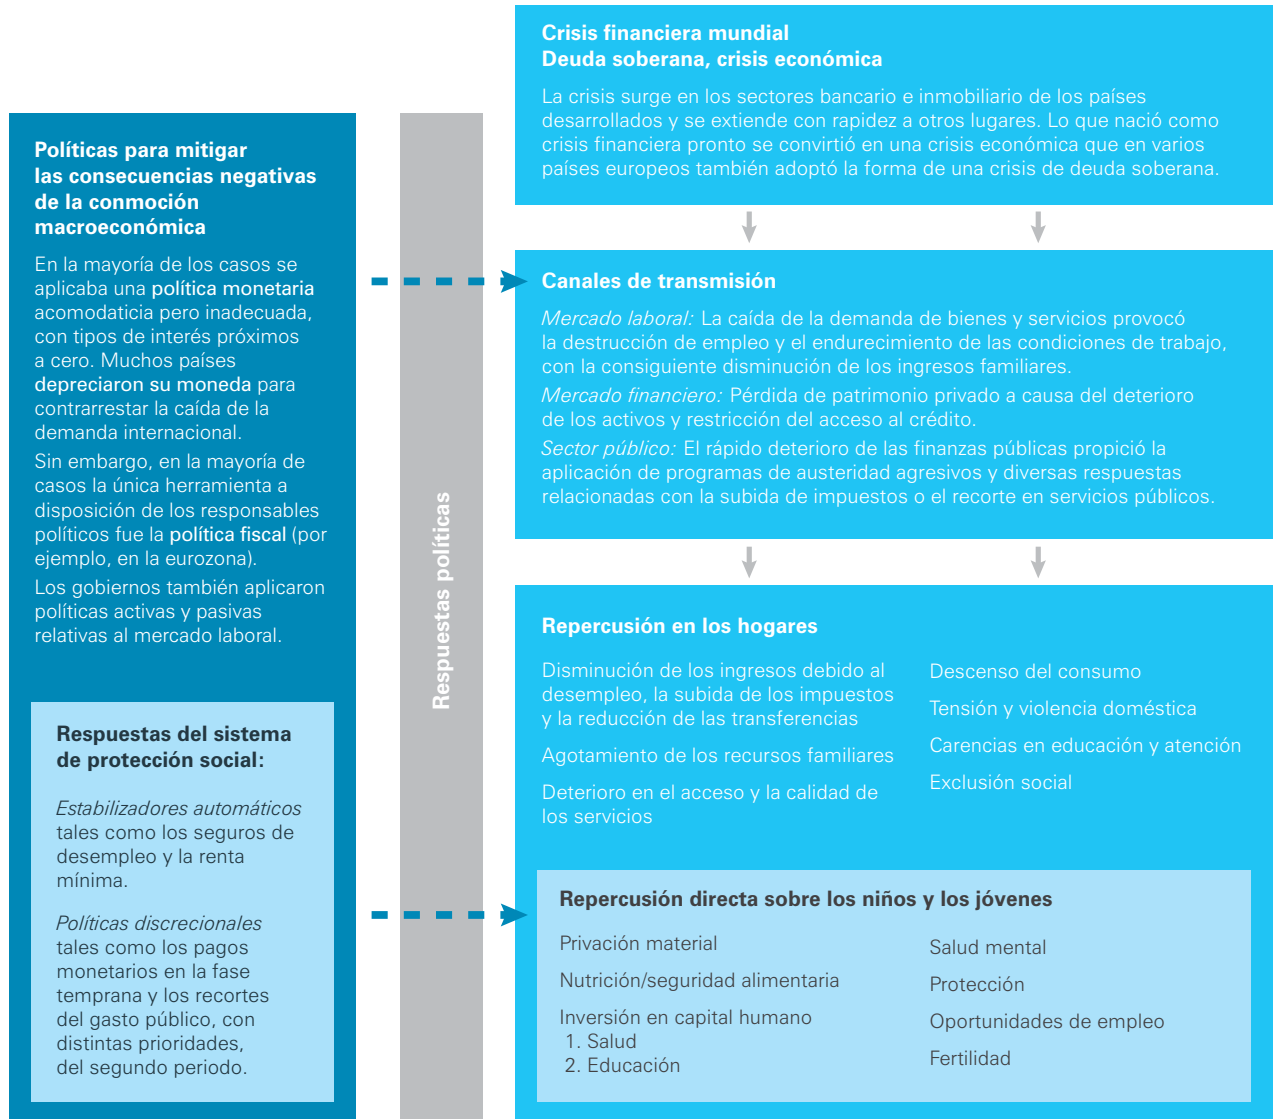 Crisis financiera mundial
Deuda soberana, crisis económica
La crisis surge en los sectores bancario e inmobiliario de los países
desarrollados y se extiende con rapidez a otros lugares. Lo que nació como
crisis financiera pronto se convirtió en una crisis económica que en varios
países europeos también adoptó la forma de una crisis de deuda soberana.
Políticas para mitigar
las consecuencias negativas
de la conmoción
macroeconómica
En la mayoría de los casos se
aplicaba una política monetaria
acomodaticia pero inadecuada,
con tipos de interés próximos
a cero. Muchos países
depreciaron su moneda para
contrarrestar la caída de la
demanda internacional.
Sin embargo, en la mayoría de
casos la única herramienta a
disposición de los responsables
políticos fue la política fiscal (por
ejemplo, en la eurozona).
Los gobiernos también aplicaron
políticas activas y pasivas
relativas al mercado laboral.
Respuestas del sistema
de protección social:
Estabilizadores automáticos
tales como los seguros de
desempleo y la renta
mínima.
Políticas discrecionales
tales como los pagos
monetarios en la fase
temprana y los recortes
del gasto público, con
distintas prioridades,
del segundo periodo.
Respuestas políticas
Canales de transmisión
Mercado laboral: La caída de la demanda de bienes y servicios provocó
la destrucción de empleo y el endurecimiento de las condiciones de trabajo,
con la consiguiente disminución de los ingresos familiares.
Mercado financiero: Pérdida de patrimonio privado a causa del deterioro
de los activos y restricción del acceso al crédito.
Sector público: El rápido deterioro de las finanzas públicas propició la
aplicación de programas de austeridad agresivos y diversas respuestas
relacionadas con la subida de impuestos o el recorte en servicios públicos.
Repercusión en los hogares
Disminución de los ingresos debido al
desempleo, la subida de los impuestos
y la reducción de las transferencias
Agotamiento de los recursos familiares
Deterioro en el acceso y la calidad de
los servicios
Descenso del consumo
Tensión y violencia doméstica
Carencias en educación y atención
Exclusión social
Repercusión directa sobre los niños y los jóvenes
Privación material
Nutrición/seguridad alimentaria
Inversión en capital humano
1. Salud
2. Educación
Salud mental
Protección
Oportunidades de empleo
Fertilidad